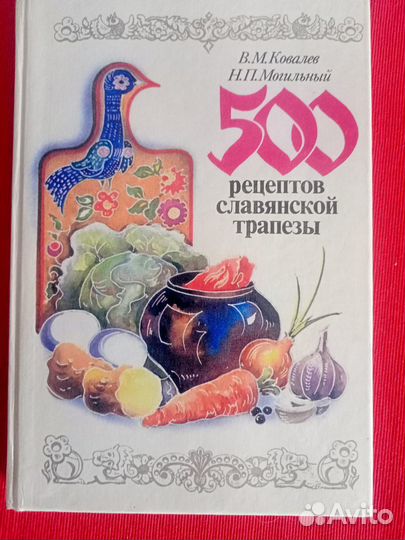 В.М.Ковалев
Н.П.Могильный
500
рецептов
славянской
трапезы
Avito